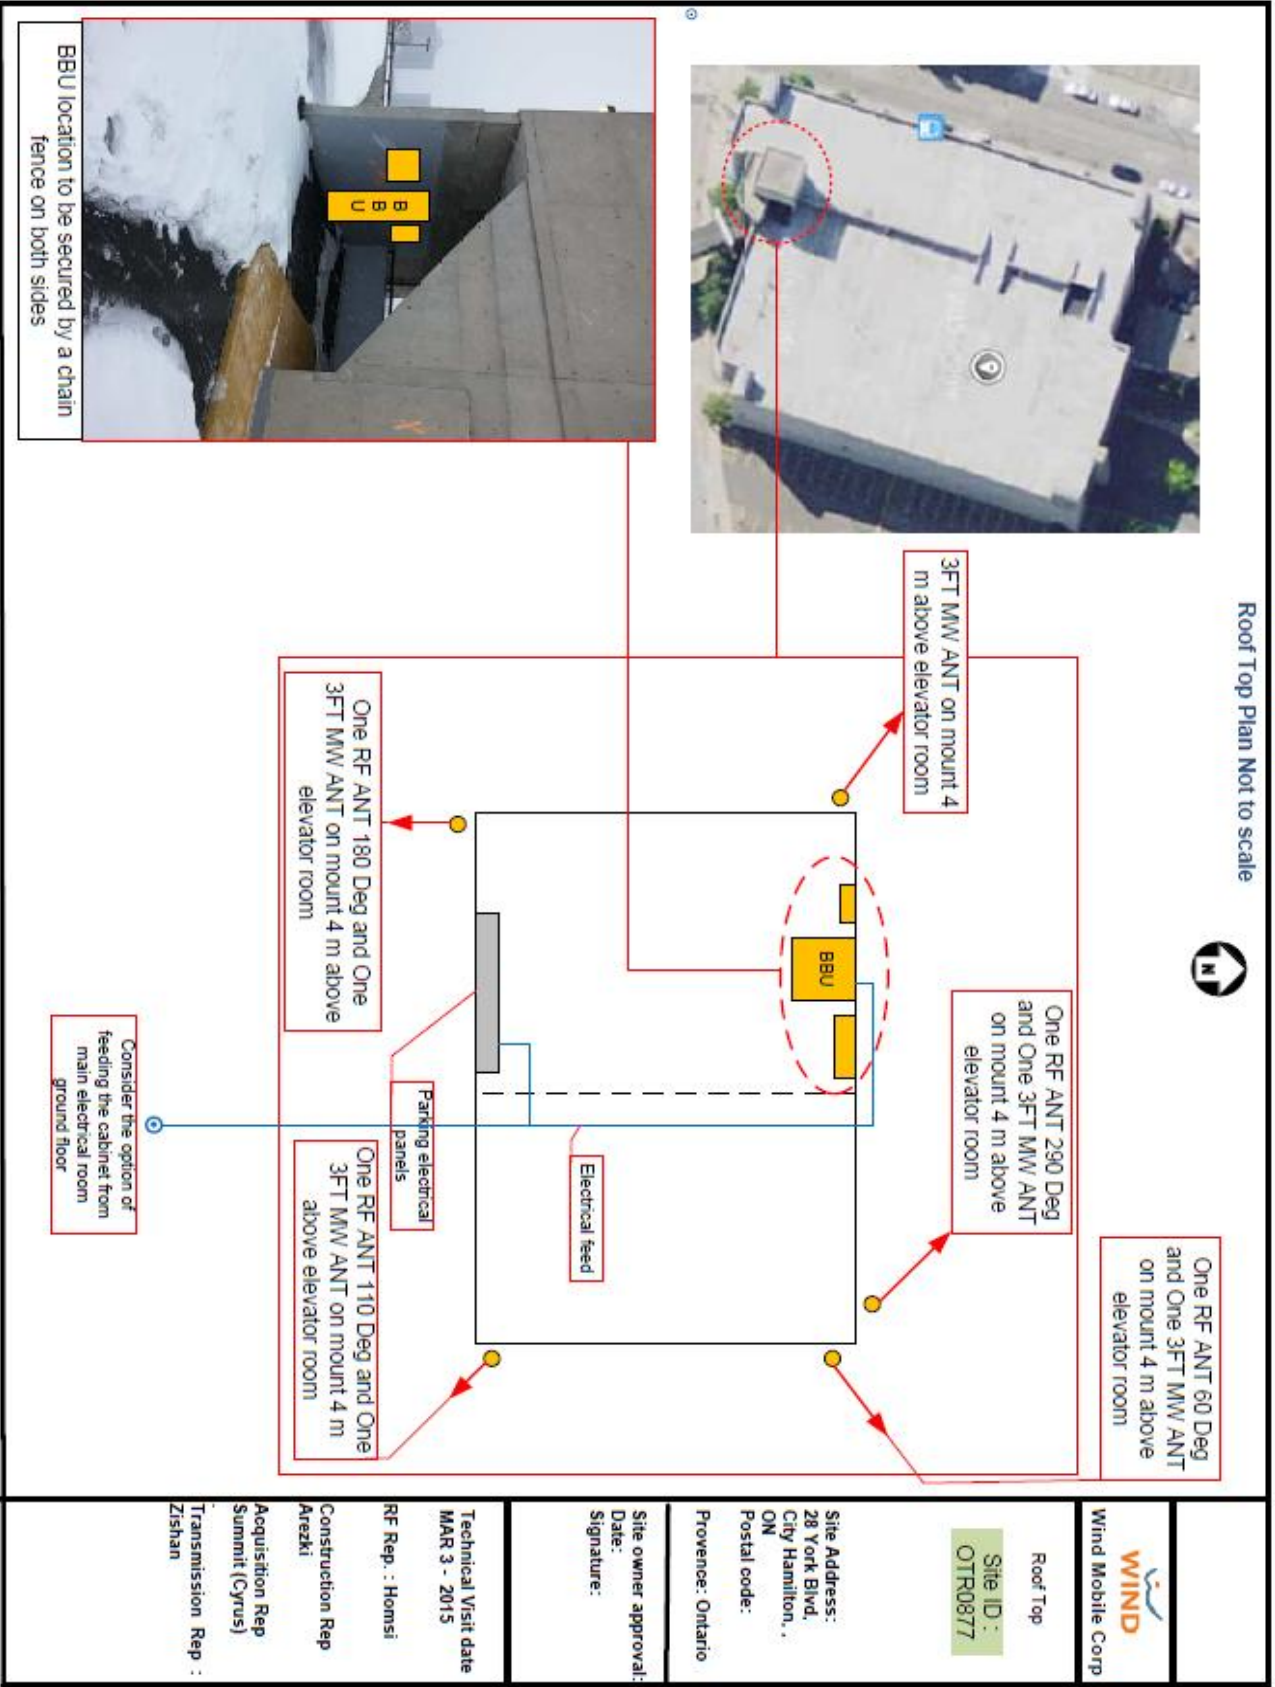 Roof Top Plan Not to scale
N
3FT MW ANT on mount 4
m above elevator room
One RF ANT 290 Deg
and One 3FT MW ANT
on mount 4 m above
elevator room
One RF ANT 60 Deg
and One 3FT MW ANT
on mount 4 m above
elevator room
BBU
B
B
U
BBU location to be secured by a chain
fence on both sides
One RF ANT 180 Deg and One
3FT MW ANT on mount 4 m above
elevator room
Parking electrical
panels
Electrical feed
One RF ANT 110 Deg and One
3FT MW ANT on mount 4 m
above elevator room
Consider the option of
feeding the cabinet from
main electrical room
ground floor
WIND
Wind Mobile Corp
Roof Top
Site ID :
OTR0877
Site Address:
28 York Blvd,
City Hamilton, .
ON
Postal code:
Provence: Ontario
Site owner approval:
Date:
Signature:
Technical Visit date
MAR 3 - 2015
RF Rep. : Homsi
Construction Rep
Arezki
Acquisition Rep
Summit (Cyrus)
Transmission Rep :
Zishan